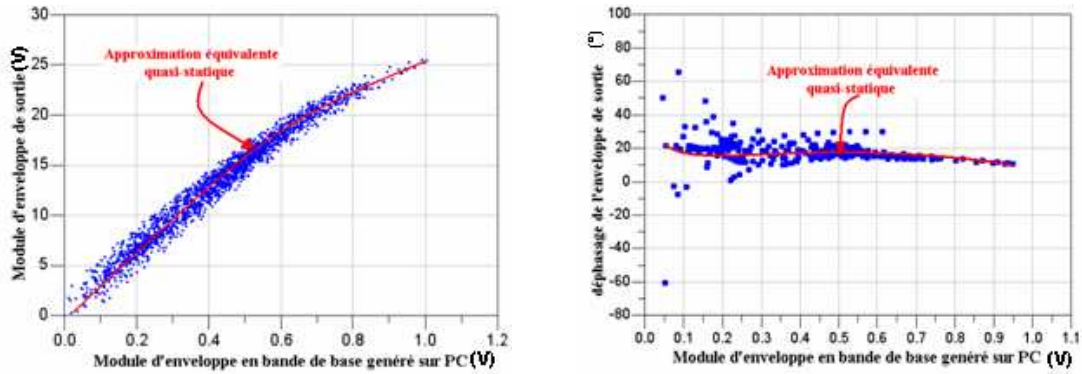 30
25
20
15
10
5
0
Module d'enveloppe de sortie (V)
Approximation équivalente
quasi-statique
0.0 0.2 0.4 0.6 0.8 1.0 1.2
Module d'enveloppe en bande de base genéré sur PC (V)
100
80
60
40
20
0
-20
-40
-60
-80
déphasage de l'enveloppe de sortie (°)
Approximation équivalente
quasi-statique
0.0 0.1 0.2 0.3 0.4 0.5 0.6 0.7 0.8 0.9 1.0 1.1
Module d'enveloppe en bande de base genéré sur PC (V)